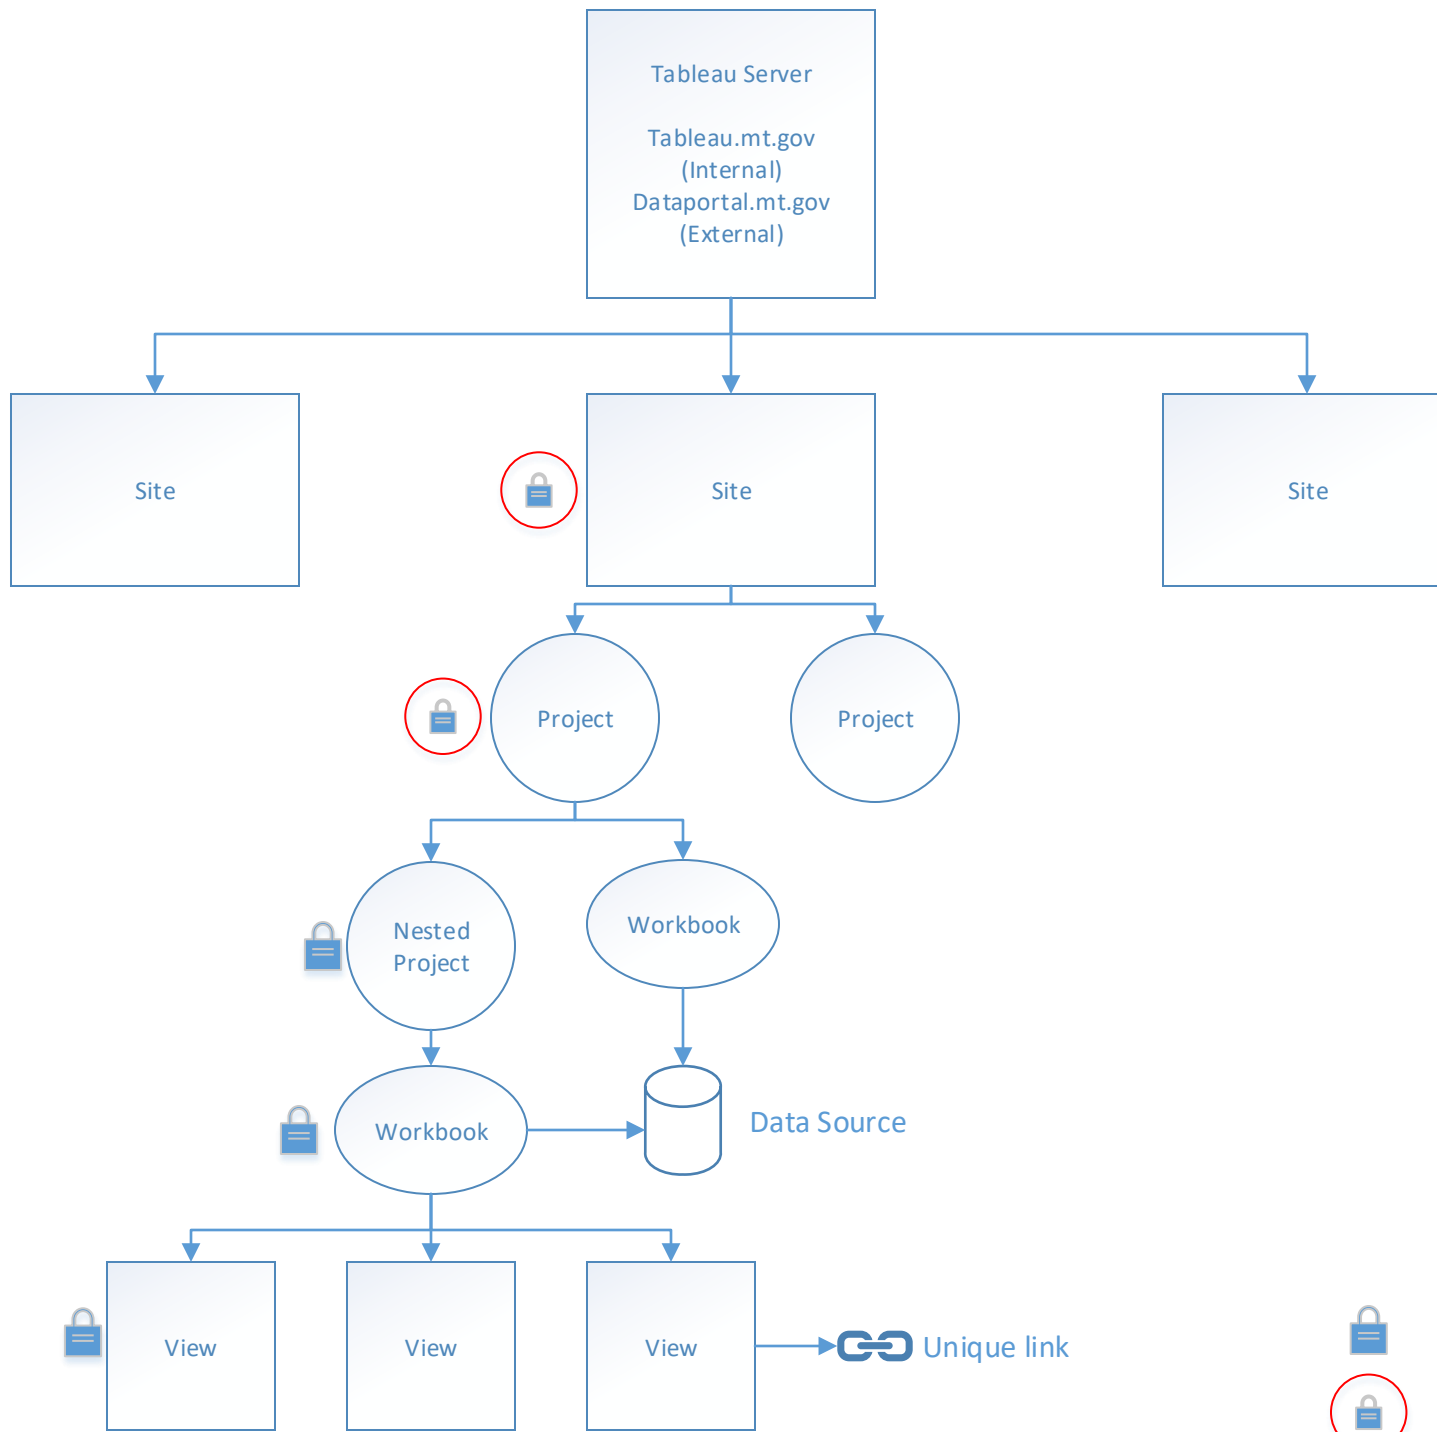 Tableau Server
Tableau.mt.gov
(Internal)
Dataportal.mt.gov
(External)
Site
Site
Site
Project
Project
Nested
Project
Workbook
Workbook
Data Source
View
View
View
Unique link